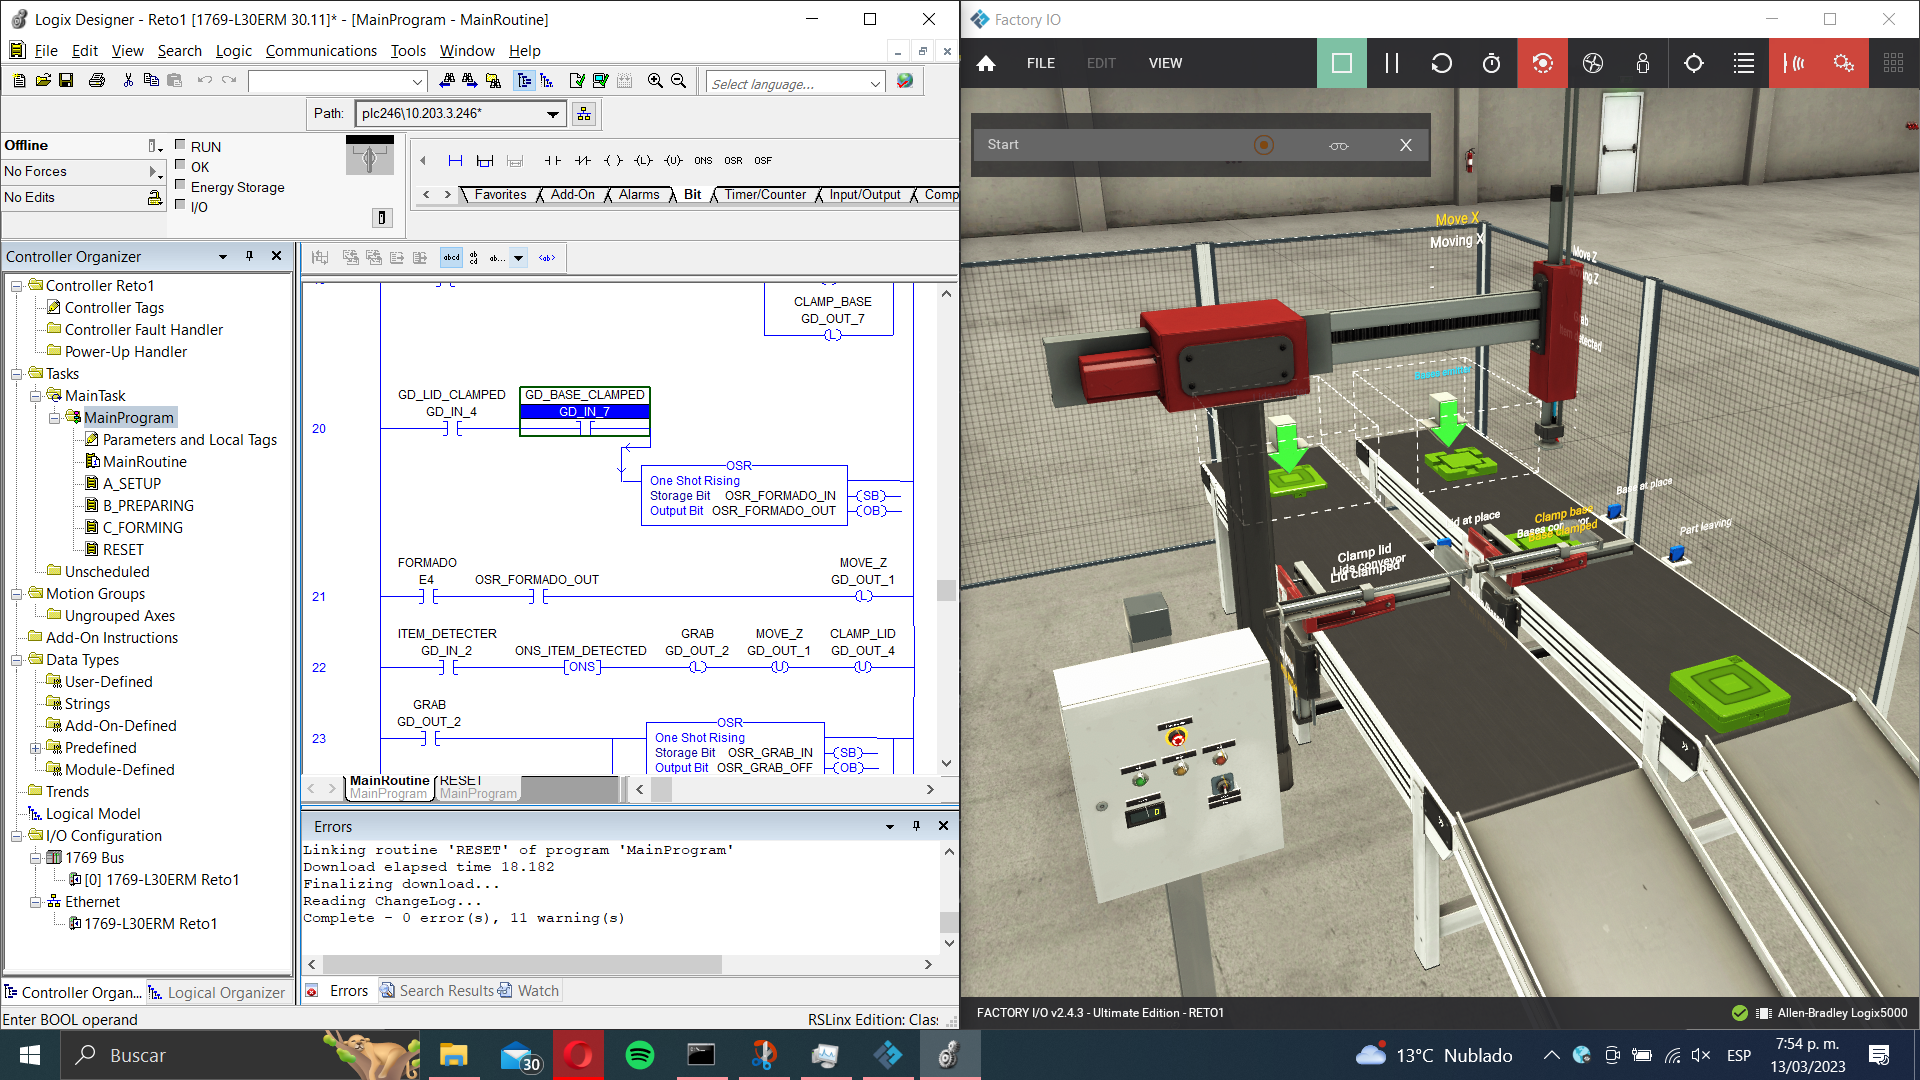 Logix Designer - Reto1 [1769-L30ERM 30.11]* - [MainProgram - MainRoutine]
File Edit View Search Logic Communications Tools Window Help
Select language...
Path: plc246\10.203.3.246*
Offline
No Forces
No Edits
RUN
OK
Energy Storage
I/O
ONS OSR OSF
Favorites Add-On Alarms Bit Timer/Counter Input/Output Comp
Controller Organizer
Controller Reto1
Controller Tags
Controller Fault Handler
Power-Up Handler
Tasks
MainTask
MainProgram
Parameters and Local Tags
MainRoutine
A_SETUP
B_PREPARING
C_FORMING
RESET
Unscheduled
Motion Groups
Ungrouped Axes
Add-On Instructions
Data Types
User-Defined
Strings
Add-On-Defined
Predefined
Module-Defined
Trends
Logical Model
I/O Configuration
1769 Bus
[0] 1769-L30ERM Reto1
Ethernet
1769-L30ERM Reto1
Controller Organ...
Logical Organizer
CLAMP_BASE
GD_OUT_7
L
20
GD_LID_CLAMPED
GD_IN_4
GD_BASE_CLAMPED
GD_IN_7
OSR
One Shot Rising
Storage Bit OSR_FORMADO_IN
Output Bit OSR_FORMADO_OUT
SB
OB
21
FORMADO
E4
OSR_FORMADO_OUT
MOVE_Z
GD_OUT_1
L
22
ITEM_DETECTER
GD_IN_2
ONS_ITEM_DETECTED
ONS
GRAB
GD_OUT_2
L
MOVE_Z
GD_OUT_1
U
CLAMP_LID
GD_OUT_4
U
23
GRAB
GD_OUT_2
OSR
One Shot Rising
Storage Bit OSR_GRAB_IN
Output Bit OSR_GRAB_OFF
SB
OB
MainRoutine
MainProgram
RESET
MainProgram
Errors
Linking routine 'RESET' of program 'MainProgram'
Download elapsed time 18.182
Finalizing download...
Reading ChangeLog...
Complete - 0 error(s), 11 warning(s)
Errors Search Results Watch
Enter BOOL operand
RSLinx Edition: Clas
Factory IO
FILE EDIT VIEW
Start
X
Move X
Moving X
Move Z
Base at place
Part leaving
Clamp base
Base clamped
Clamp lid
Lids conveyor
Lid clamped
FACTORY I/O v2.4.3 - Ultimate Edition - RETO1
Allen-Bradley Logix5000
Buscar
30
13°C Nublado
ESP
7:54 p. m.
13/03/2023